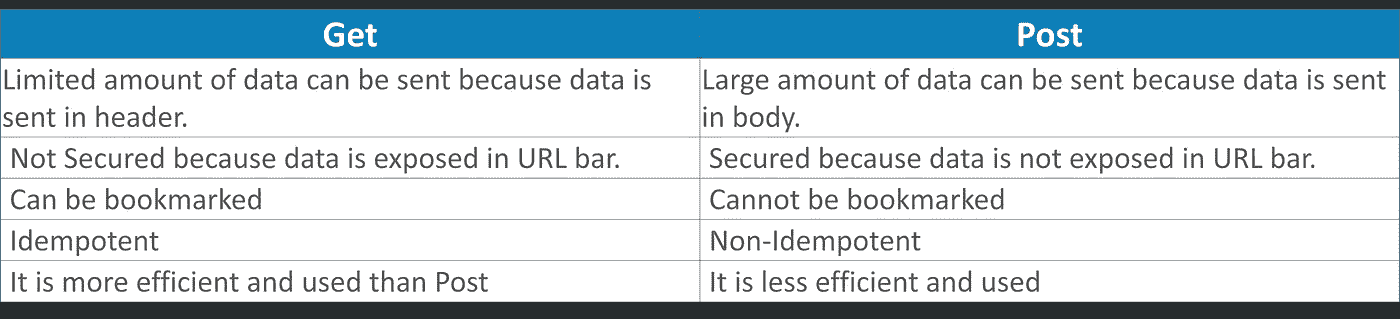 Get
Post
Limited amount of data can be sent because data is
sent in header.
Large amount of data can be sent because data is sent
in body.
Not Secured because data is exposed in URL bar.
Secured because data is not exposed in URL bar.
Can be bookmarked
Cannot be bookmarked
Idempotent
Non-Idempotent
It is more efficient and used than Post
It is less efficient and used